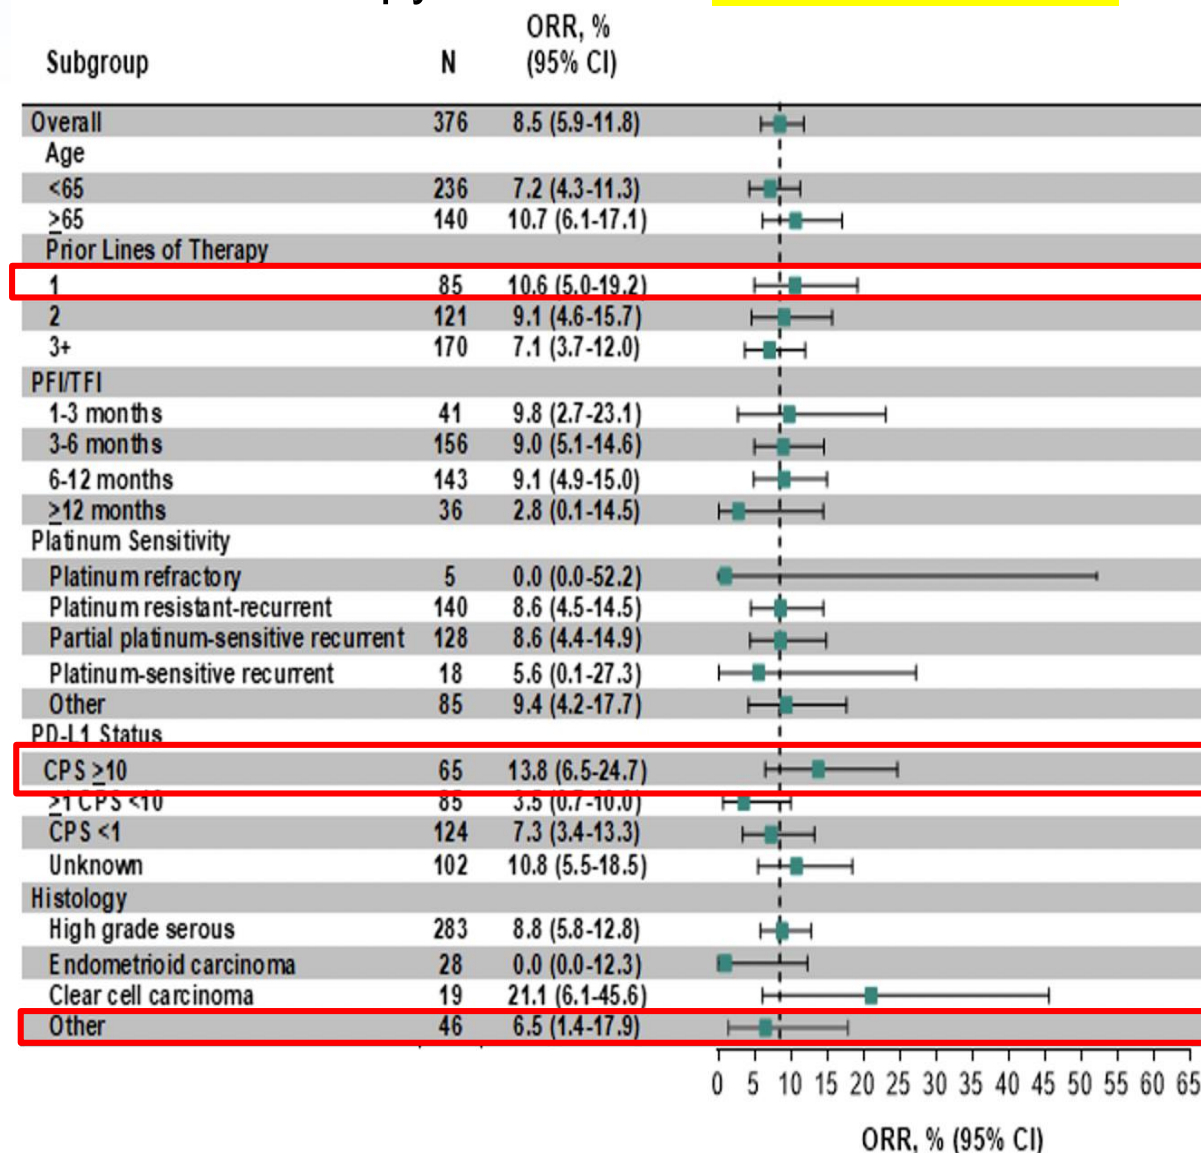 py
ORR, %
Subgroup N (95% CI)
Overall 376 8.5 (5.9-11.8)
Age
<65 236 7.2 (4.3-11.3)
≥65 140 10.7 (6.1-17.1)
Prior Lines of Therapy
1 85 10.6 (5.0-19.2)
2 121 9.1 (4.6-15.7)
3+ 170 7.1 (3.7-12.0)
PFI/TFI
1-3 months 41 9.8 (2.7-23.1)
3-6 months 156 9.0 (5.1-14.6)
6-12 months 143 9.1 (4.9-15.0)
≥12 months 36 2.8 (0.1-14.5)
Platinum Sensitivity
Platinum refractory 5 0.0 (0.0-52.2)
Platinum resistant-recurrent 140 8.6 (4.5-14.5)
Partial platinum-sensitive recurrent 128 8.6 (4.4-14.9)
Platinum-sensitive recurrent 18 5.6 (0.1-27.3)
Other 85 9.4 (4.2-17.7)
PD-L1 Status
CPS ≥10 65 13.8 (6.5-24.7)
≥1 CPS <10 85 3.5 (0.7-10.0)
CPS <1 124 7.3 (3.4-13.3)
Unknown 102 10.8 (5.5-18.5)
Histology
High grade serous 283 8.8 (5.8-12.8)
Endometrioid carcinoma 28 0.0 (0.0-12.3)
Clear cell carcinoma 19 21.1 (6.1-45.6)
Other 46 6.5 (1.4-17.9)
0 5 10 15 20 25 30 35 40 45 50 55 60 65
ORR, % (95% CI)